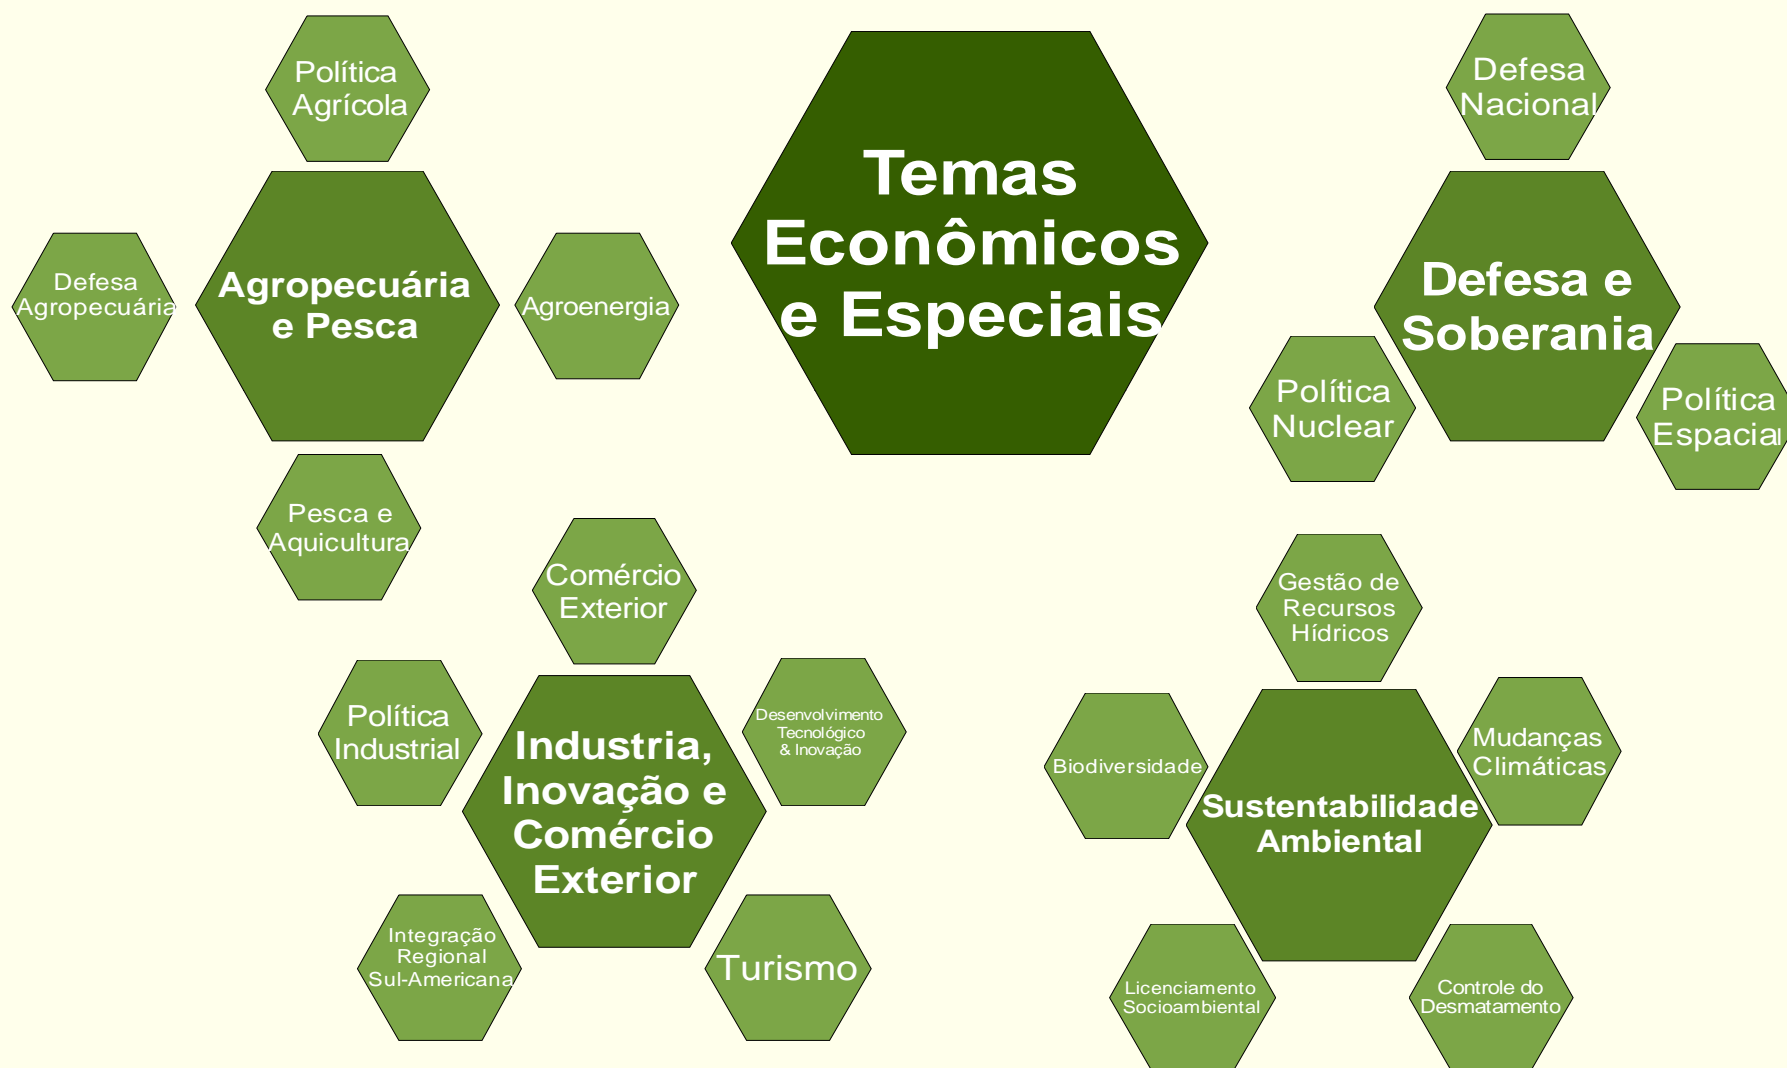 Temas
Econômicos
e Especiais
Política
Agrícola
Defesa
Agropecuária
Agropecuária
e Pesca
Agroenergia
Pesca e
Aquicultura
Defesa
Nacional
Defesa e
Soberania
Política
Nuclear
Política
Espacial
Comércio
Exterior
Política
Industrial
Desenvolvimento
Tecnológico
& Inovação
Industria,
Inovação e
Comércio
Exterior
Integração
Regional
Sul-Americana
Turismo
Gestão de
Recursos
Hídricos
Biodiversidade
Mudanças
Climáticas
Sustentabilidade
Ambiental
Licenciamento
Socioambiental
Controle do
Desmatamento